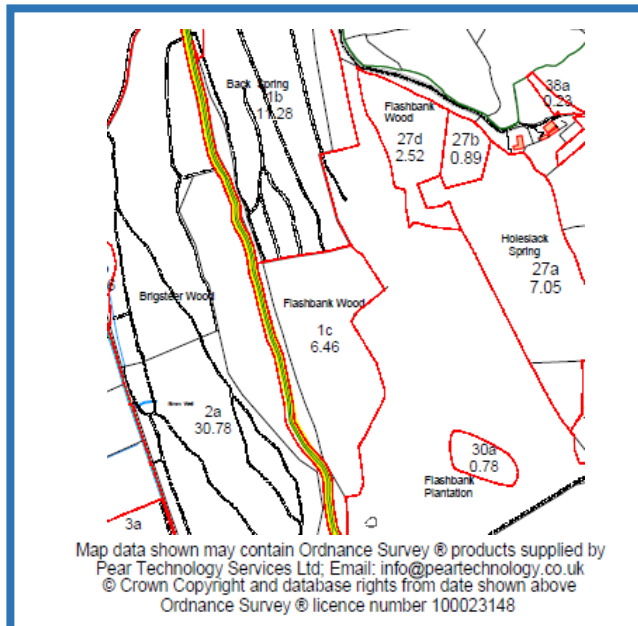 38a
0.23
Back Spring
1b
11.28
Flashbank
Wood
27d
2.52
27b
0.89
Holeslack
Spring
27a
7.05
Brigsteer Wood
Flashbank Wood
1c
6.46
2a
30.78
30a
0.78
Flashbank
Plantation
3a
Map data shown may contain Ordnance Survey ® products supplied by
Pear Technology Services Ltd; Email: info@peartechnology.co.uk
© Crown Copyright and database rights from date shown above
Ordnance Survey ® licence number 100023148